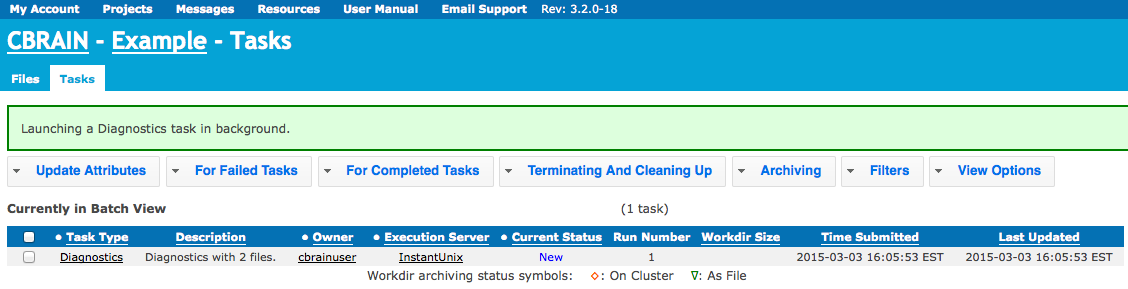 My Account Projects Messages Resources User Manual Email Support Rev: 3.2.0-18
CBRAIN - Example - Tasks
Files Tasks
Launching a Diagnostics task in background.
Update Attributes For Failed Tasks For Completed Tasks Terminating And Cleaning Up Archiving Filters View Options
Currently in Batch View (1 task)
Task Type Description Owner Execution Server Current Status Run Number Workdir Size Time Submitted Last Updated
Diagnostics Diagnostics with 2 files. cbrainuser InstantUnix New 1 2015-03-03 16:05:53 EST 2015-03-03 16:05:53 EST
Workdir archiving status symbols: ◇: On Cluster ∇: As File